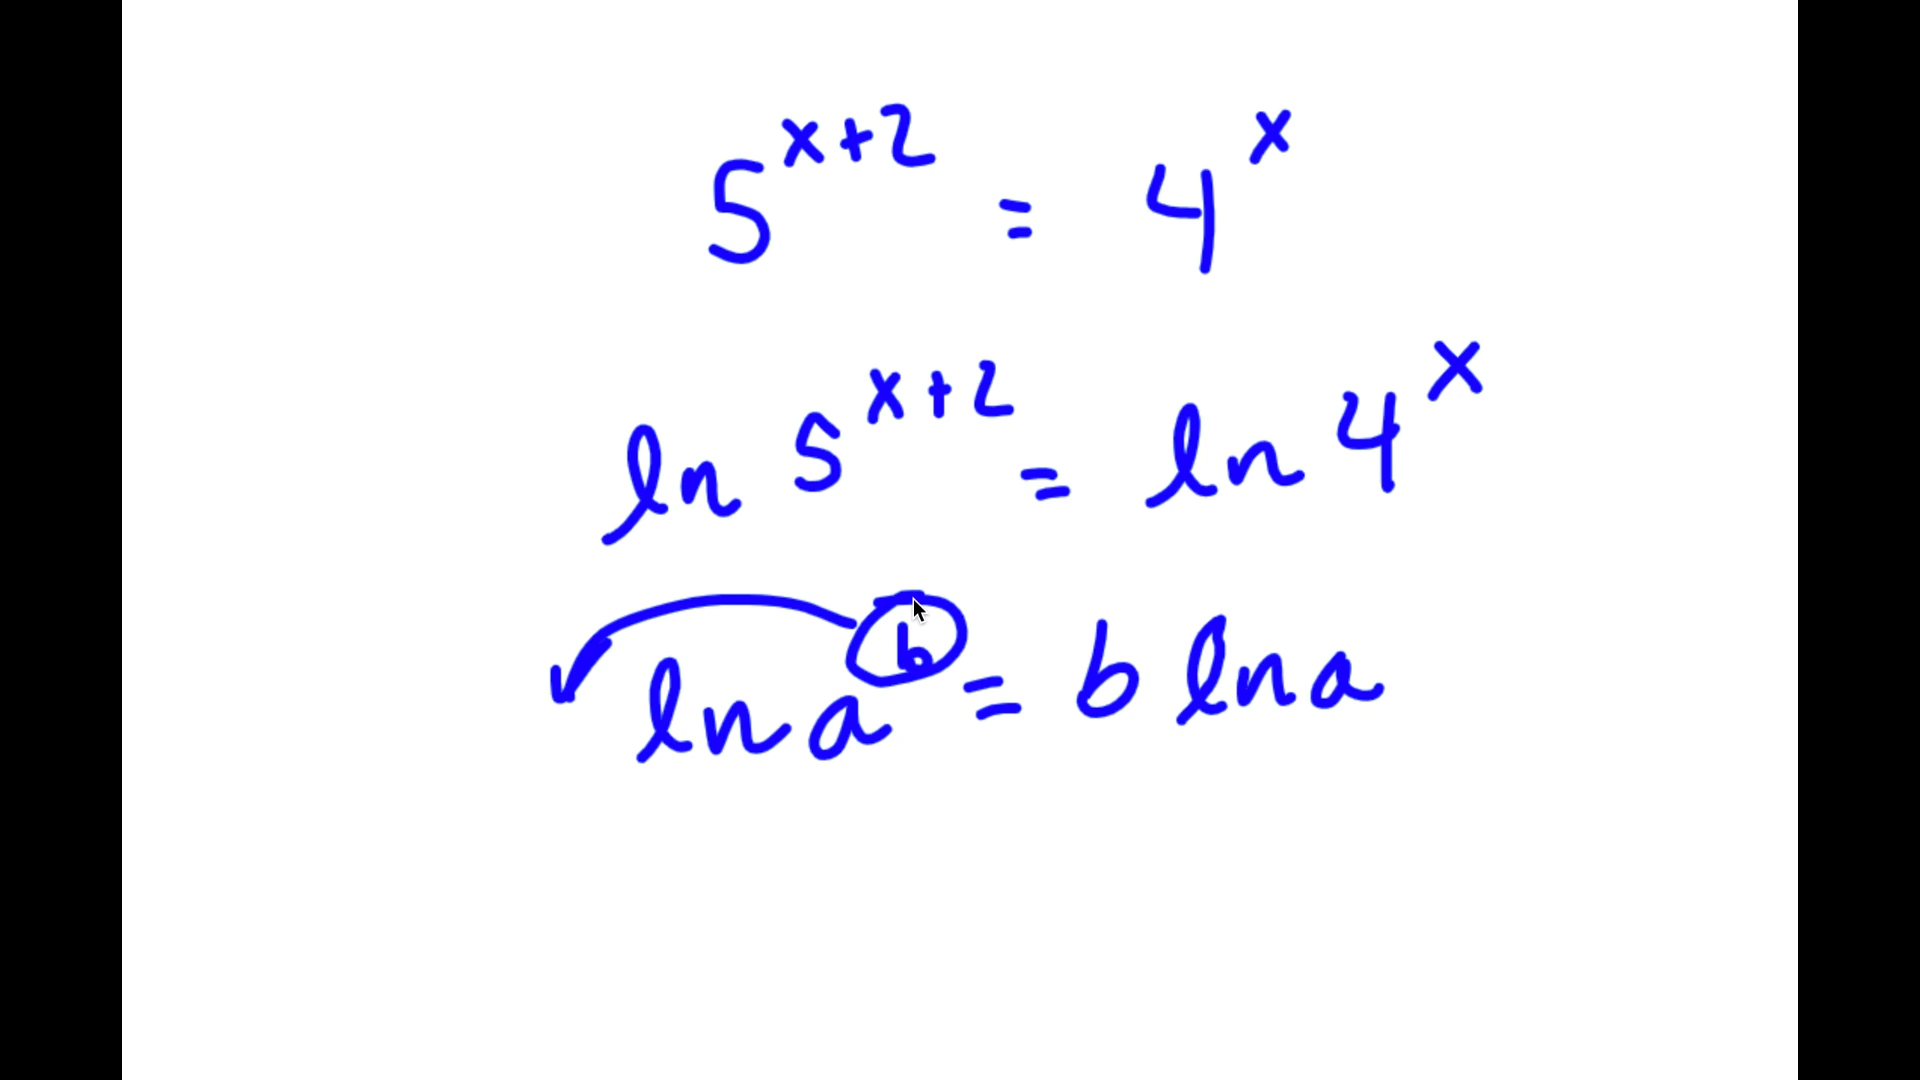 5^{x+2} = 4^x
ln 5^{x+2} = ln 4^x
ln a^b = b ln a